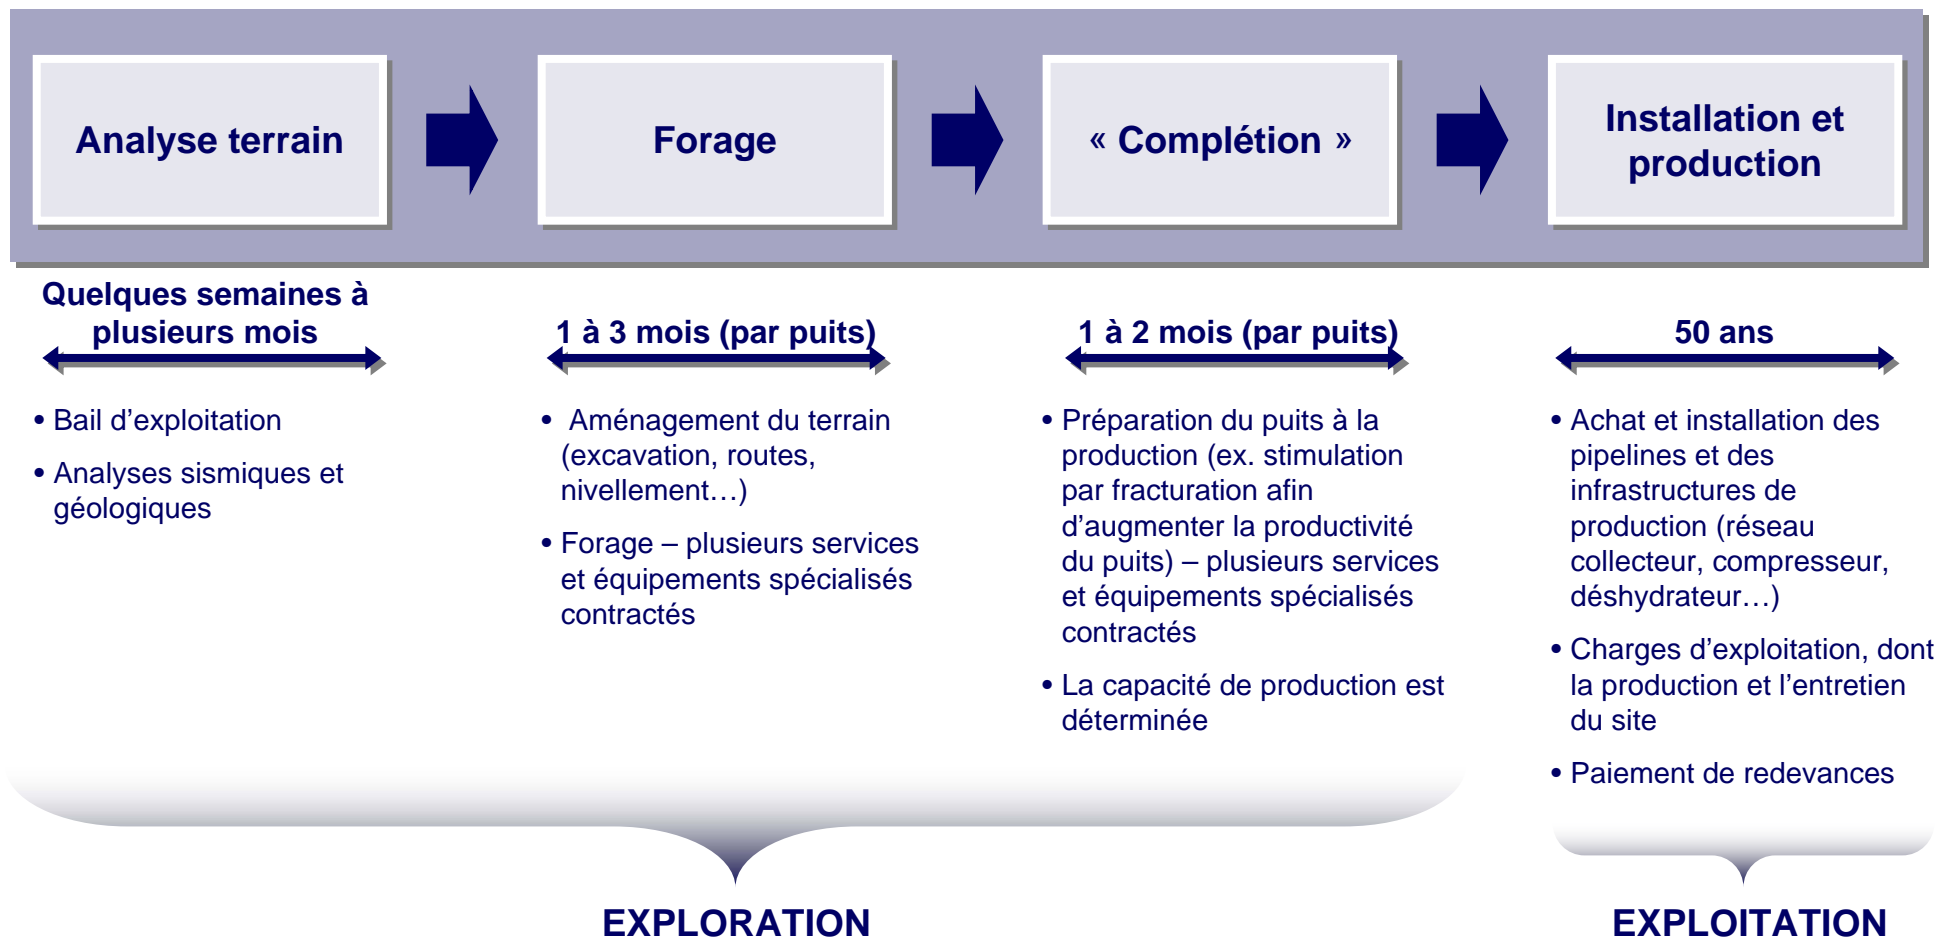 Analyse terrain
Forage
« Complétion »
Installation et
production
Quelques semaines à
plusieurs mois
1 à 3 mois (par puits)
1 à 2 mois (par puits)
50 ans
• Bail d’exploitation
• Analyses sismiques et
géologiques
• Aménagement du terrain
(excavation, routes,
nivellement…)
• Forage – plusieurs services
et équipements spécialisés
contractés
• Préparation du puits à la
production (ex. stimulation
par fracturation afin
d’augmenter la productivité
du puits) – plusieurs services
et équipements spécialisés
contractés
• La capacité de production est
déterminée
• Achat et installation des
pipelines et des
infrastructures de
production (réseau
collecteur, compresseur,
déshydrateur…)
• Charges d’exploitation, dont
la production et l’entretien
du site
• Paiement de redevances
EXPLORATION
EXPLOITATION